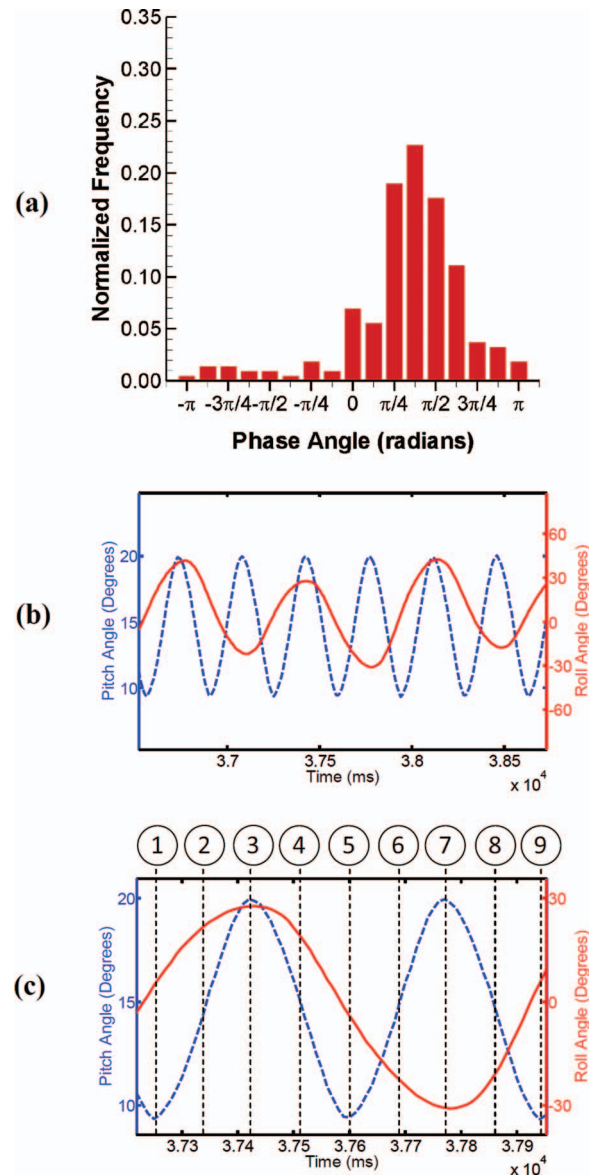 (a)
Normalized Frequency
0.35
0.30
0.25
0.20
0.15
0.10
0.05
0.00
-π -3π/4 -π/2 -π/4 0 π/4 π/2 3π/4 π
Phase Angle (radians)
(b)
Pitch Angle (Degrees)
20
15
10
60
30
0
-30
-60
Roll Angle (Degrees)
3.7 3.75 3.8 3.85
Time (ms)
x 10^4
1 2 3 4 5 6 7 8 9
(c)
Pitch Angle (Degrees)
20
15
10
30
0
-30
Roll Angle (Degrees)
3.73 3.74 3.75 3.76 3.77 3.78 3.79
Time (ms)
x 10^4